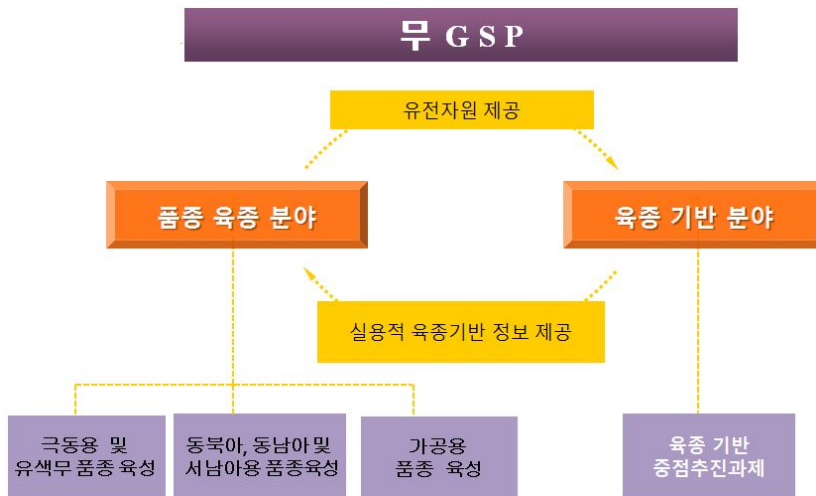 무 G S P
유전자원 제공
품종 육종 분야
육종 기반 분야
실용적 육종기반 정보 제공
극동용 및
유색무 품종 육성
동북아, 동남아 및
서남아용 품종육성
가공용
품종 육성
육종 기반
중점추진과제